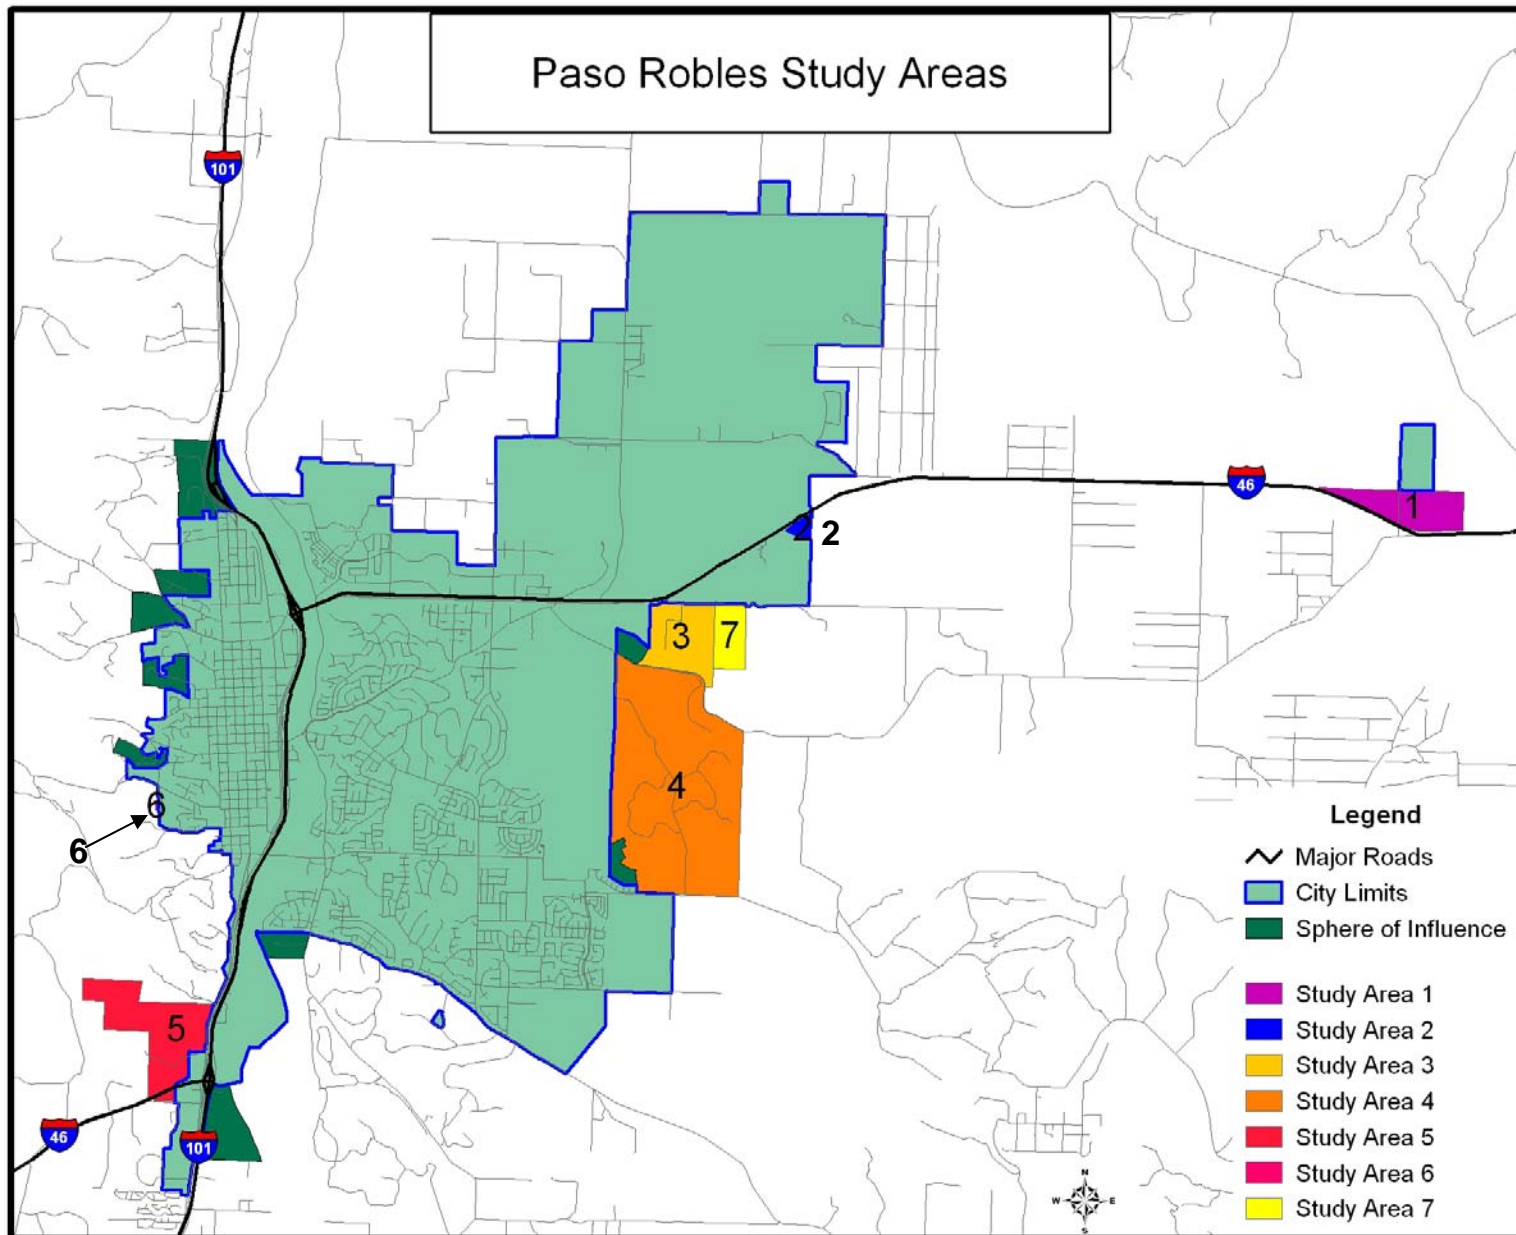 Paso Robles Study Areas
101
46
1
2
2
3
7
4
6
6
5
46
101
Legend
Major Roads
City Limits
Sphere of Influence
Study Area 1
Study Area 2
Study Area 3
Study Area 4
Study Area 5
Study Area 6
Study Area 7
N
W E
S